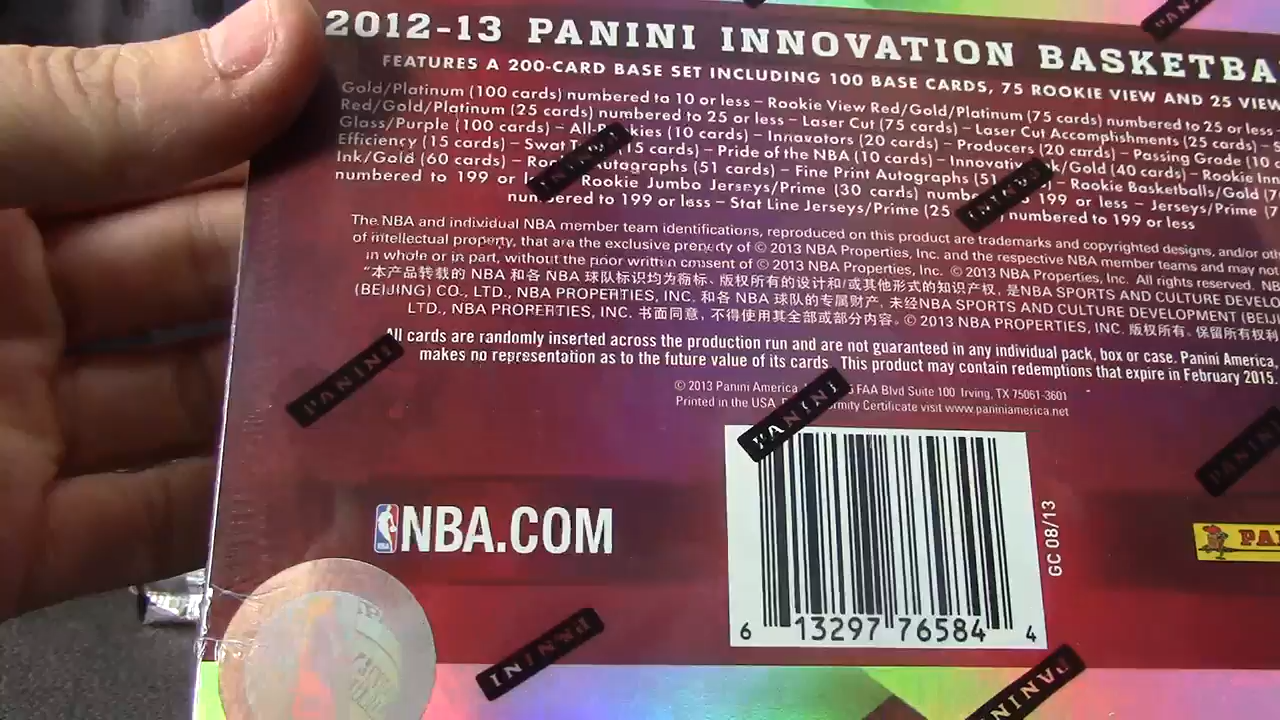 2012-13 PANINI INNOVATION BASKETBA
FEATURES A 200-CARD BASE SET INCLUDING 100 BASE CARDS, 75 ROOKIE VIEW AND 25 VIEW
Gold/Platinum (100 cards) numbered to 10 or less – Rookie View Red/Gold/Platinum (75 cards) numbered to 25 or less
Red/Gold/Platinum (25 cards) numbered to 25 or less – Laser Cut (75 cards) – Laser Cut Accomplishments (25 cards)
Glass/Purple (100 cards) – All-Rookies (10 cards) – Innovators (20 cards) – Producers (20 cards) – Passing Grade (10
Efficiency (15 cards) – Swat (15 cards) – Pride of the NBA (10 cards) – Innovative Ink/Gold (40 cards) – Rookie Inn
Ink/Gold (60 cards) – Autographs (51 cards) – Fine Print Autographs (51 – Rookie Basketballs/Gold
numbered to 199 or Rookie Jumbo Jerseys/Prime (30 cards) 199 or less – Jerseys/Prime
numbered to 199 or less – Stat Line Jerseys/Prime (25 numbered to 199 or less
The NBA and individual NBA member team identifications, reproduced on this product are trademarks and copyrighted designs, and/or
of intellectual property, that are the exclusive property of © 2013 NBA Properties, Inc. and the respective NBA member teams and may not
in whole or in part, without the prior written consent of © 2013 NBA Properties, Inc. © 2013 NBA Properties, Inc. All rights reserved. NB
"本产品转载的 NBA 和各 NBA 球队标识均为商标、版权所有的设计和/或其他形式的知识产权, 是NBA SPORTS AND CULTURE DEVELO
(BEIJING) CO., LTD., NBA PROPERTIES, INC. 和各 NBA 球队的专属财产, 未经NBA SPORTS AND CULTURE DEVELOPMENT (BEIJI
LTD., NBA PROPERTIES, INC. 书面同意, 不得使用其全部或部分内容。© 2013 NBA PROPERTIES, INC. 版权所有。保留所有权利
All cards are randomly inserted across the production run and are not guaranteed in any individual pack, box or case. Panini America,
makes no representation as to the future value of its cards. This product may contain redemptions that expire in February 2015.
© 2013 Panini America FAA Blvd Suite 100 Irving, TX 75061-3601
Printed in the USA. Certificate visit www.paniniamerica.net
PANINI
PANINI
PANINI
PANINI
PANINI
PANINI
NBA.COM
GC 08/13
6 13297 76584 4